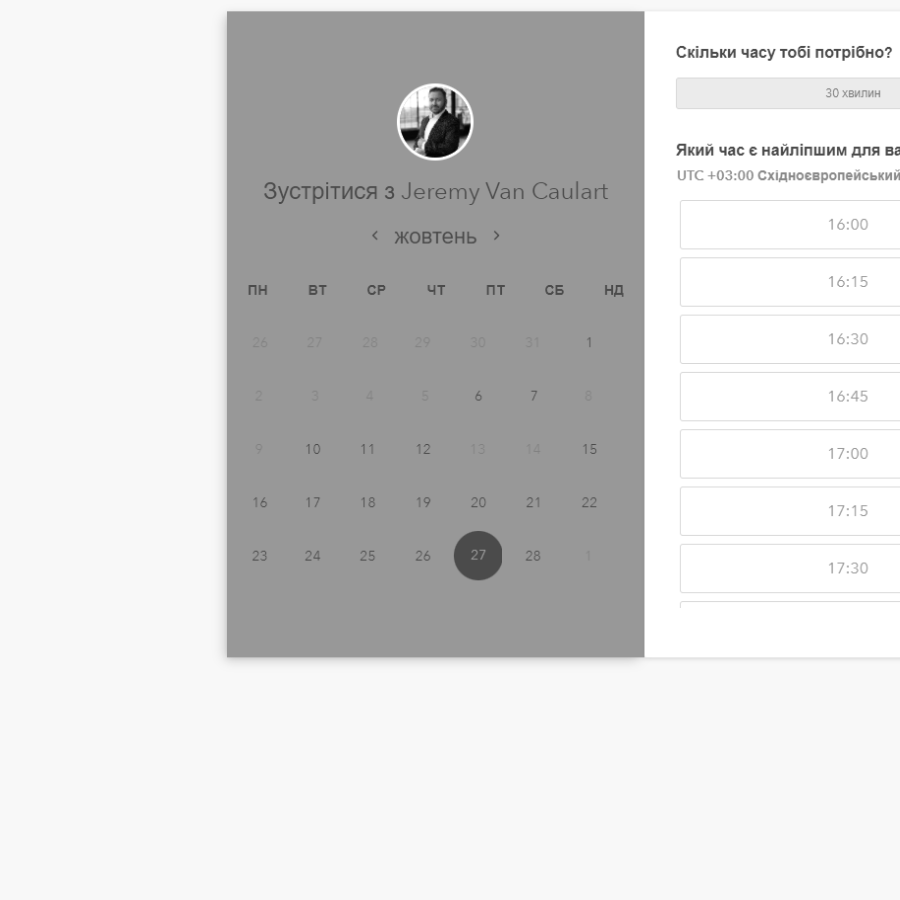 Зустрітися з Jeremy Van Caulart
жовтень
ПН ВТ СР ЧТ ПТ СБ НД
26 27 28 29 30 31 1
2 3 4 5 6 7 8
9 10 11 12 13 14 15
16 17 18 19 20 21 22
23 24 25 26 27 28 1
Скільки часу тобі потрібно?
30 хвилин
Який час є найліпшим для ва
UTC +03:00 Східноєвропейський
16:00
16:15
16:30
16:45
17:00
17:15
17:30